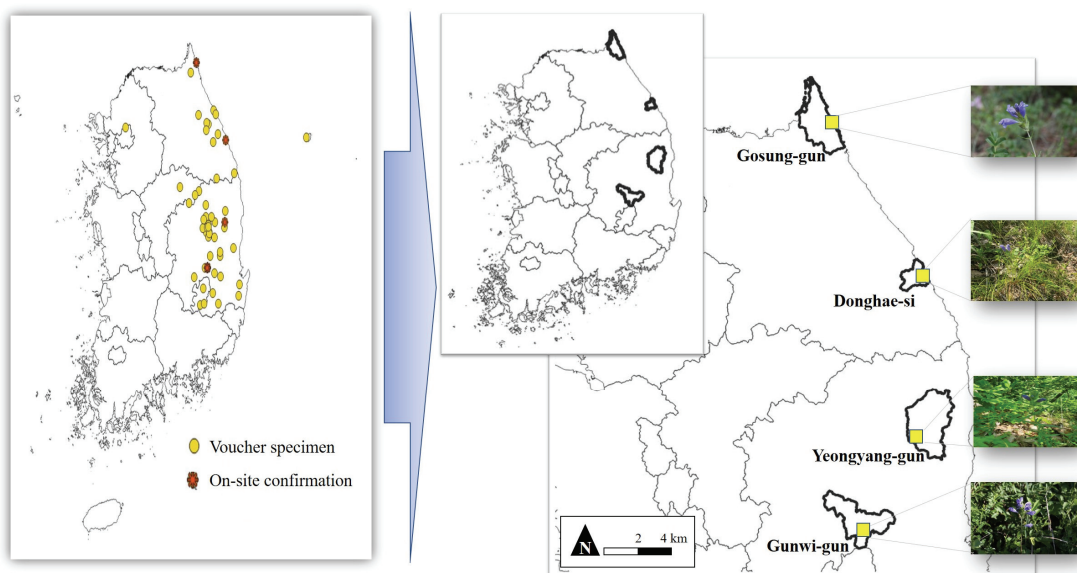 Voucher specimen
On-site confirmation
Gosung-gun
Donghae-si
Yeongyang-gun
Gunwi-gun
N
2 4 km